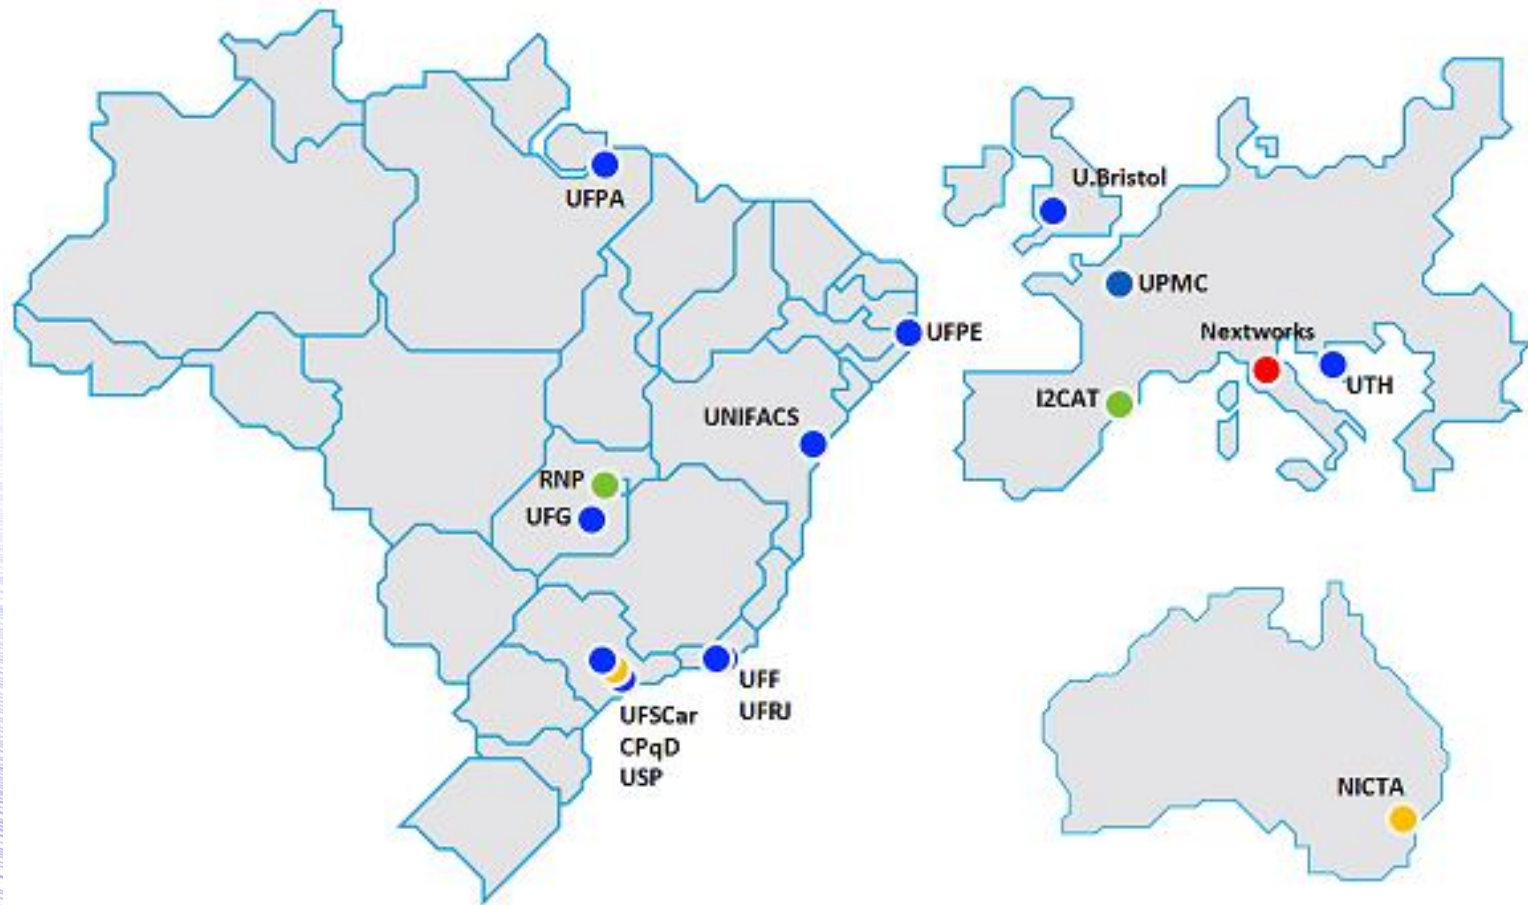 UFPA
UFPE
UNIFACS
RNP
UFG
UFF
UFRJ
UFSCar
CPqD
USP
U.Bristol
UPMC
Nextworks
I2CAT
UTH
NICTA